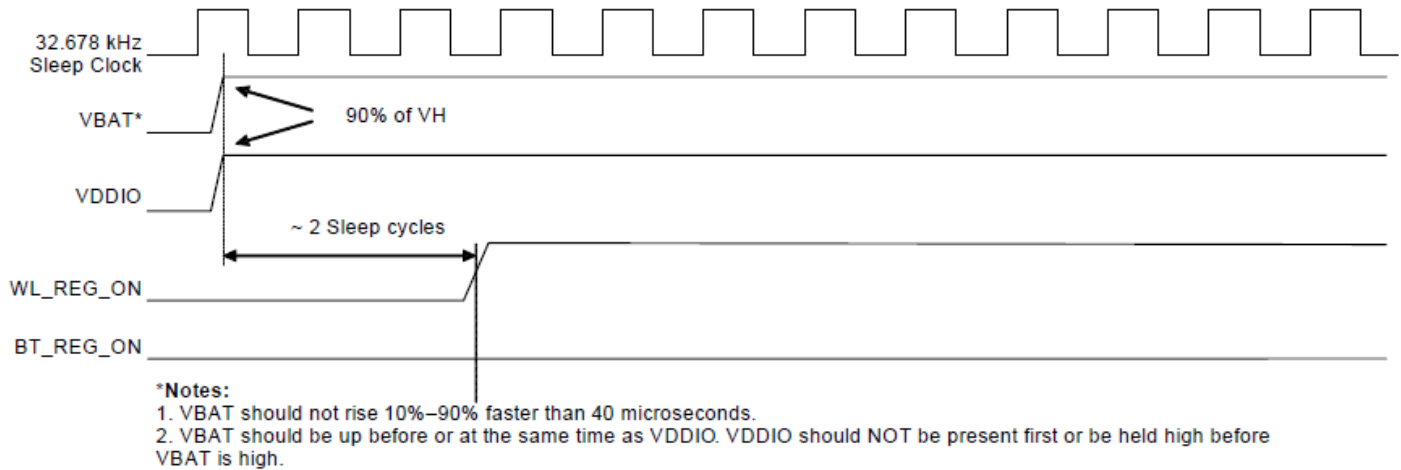 32.678 kHz
Sleep Clock
VBAT*
90% of VH
VDDIO
~ 2 Sleep cycles
WL_REG_ON
BT_REG_ON
*Notes:
1. VBAT should not rise 10%–90% faster than 40 microseconds.
2. VBAT should be up before or at the same time as VDDIO. VDDIO should NOT be present first or be held high before
VBAT is high.